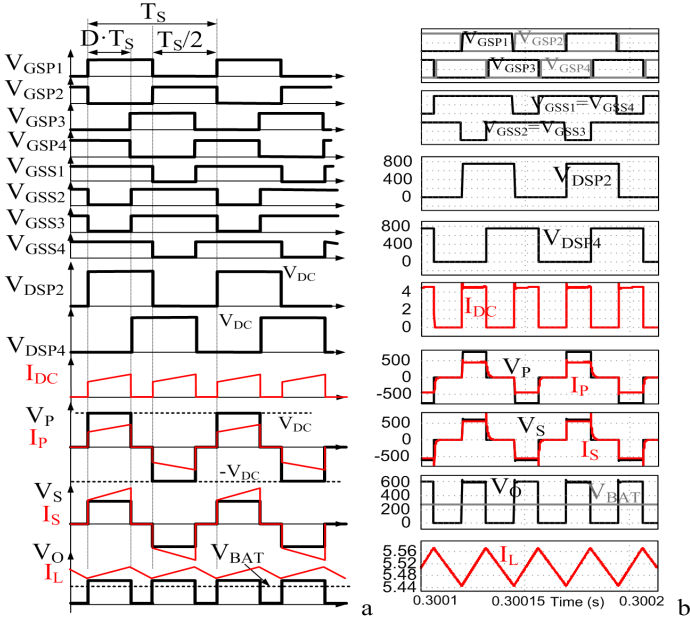 T_S
D·T_S T_S/2
V_GSP1
V_GSP2
V_GSP3
V_GSP4
V_GSS1
V_GSS2
V_GSS3
V_GSS4
V_DSP2
V_DC
V_DSP4
V_DC
I_DC
V_P
V_DC
I_P
-V_DC
V_S
I_S
V_O
V_BAT
I_L
a
V_GSP1 V_GSP2
V_GSP3 V_GSP4
V_GSS1=V_GSS4
V_GSS2=V_GSS3
800
400
0
V_DSP2
800
400
0
V_DSP4
4
2
0
I_DC
500
0
-500
V_P
I_P
500
0
-500
V_S
I_S
600
400
200
0
V_O
V_BAT
5.56
5.52
5.48
5.44
I_L
0.3001 0.30015 Time (s) 0.3002
b